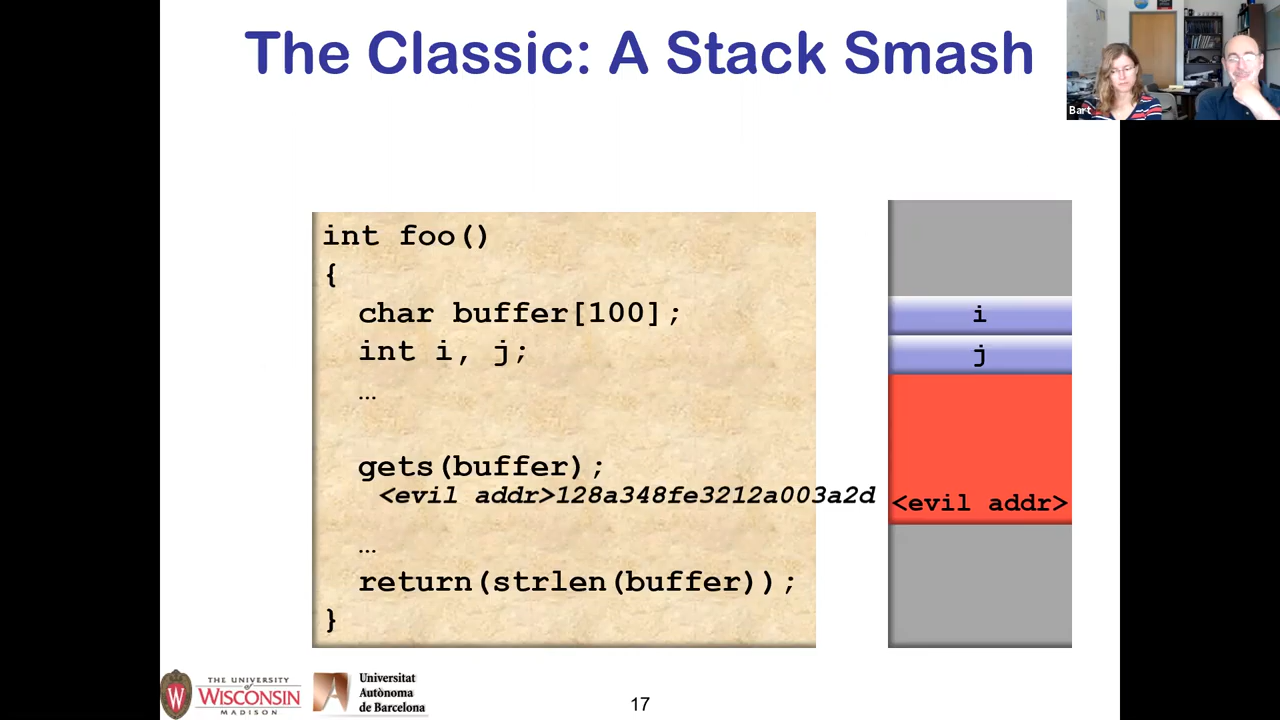 The Classic: A Stack Smash
Bart
int foo()
{
char buffer[100];
int i, j;
…
gets(buffer);
<evil addr>128a348fe3212a003a2d
…
return(strlen(buffer));
}
i
j
<evil addr>
THE UNIVERSITY
of
WISCONSIN
MADISON
Universitat
Autònoma
de Barcelona
17